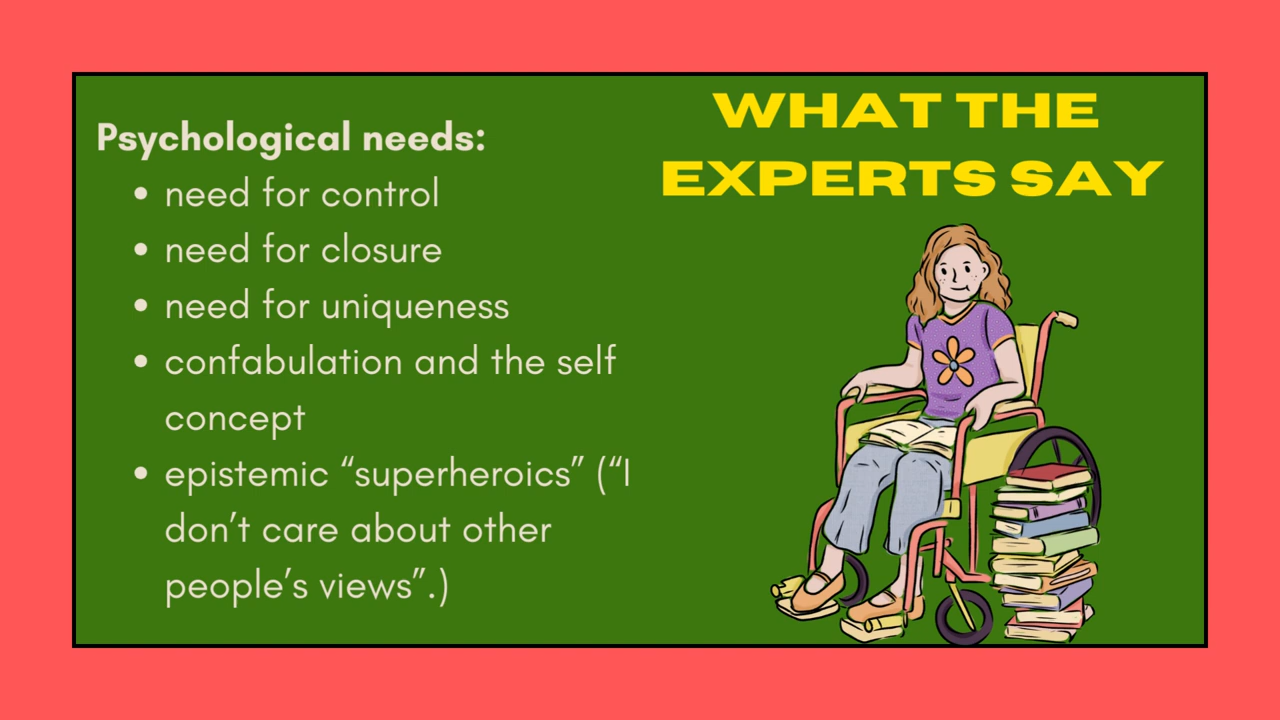 WHAT THE
EXPERTS SAY
Psychological needs:
• need for control
• need for closure
• need for uniqueness
• confabulation and the self
concept
• epistemic “superheroics” (“I
don’t care about other
people’s views”.)